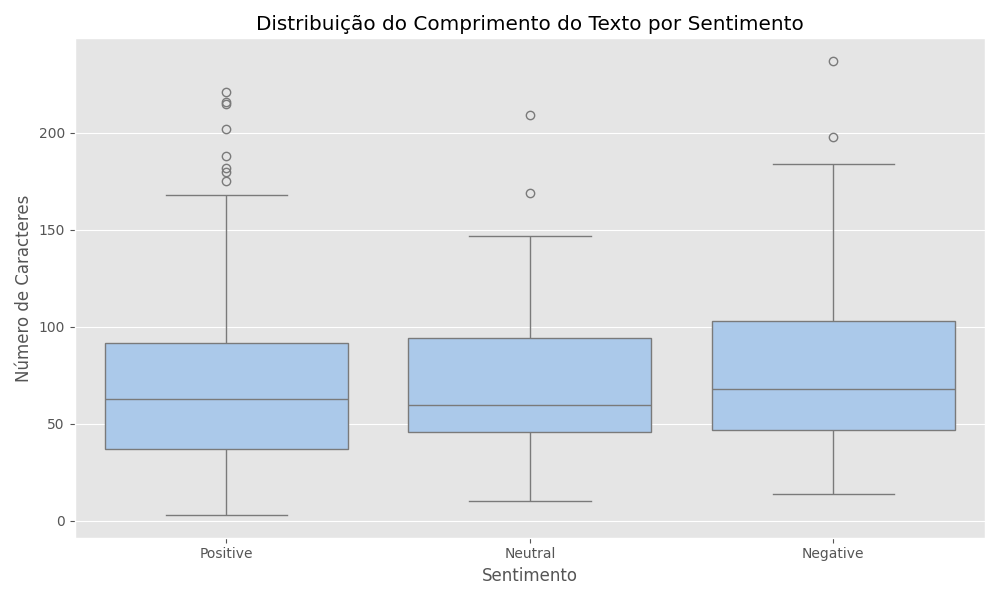 Distribuição do Comprimento do Texto por Sentimento
Número de Caracteres
200
150
100
50
0
Positive
Neutral
Negative
Sentimento